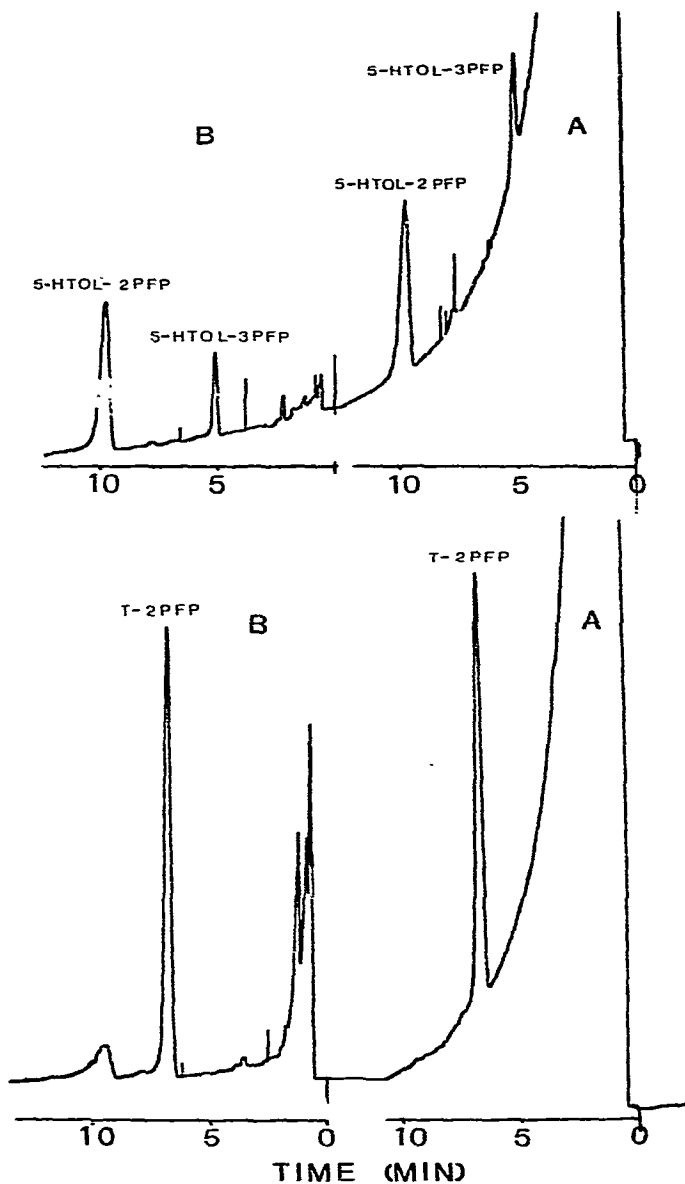 5-HTOL-3PFP
B
A
5-HTOL-2PFP
5-HTOL-2PFP
5-HTOL-3PFP
10 5 10 5 0
T-2PFP
T-2PFP
B
A
10 5 0 10 5 0
TIME (MIN)